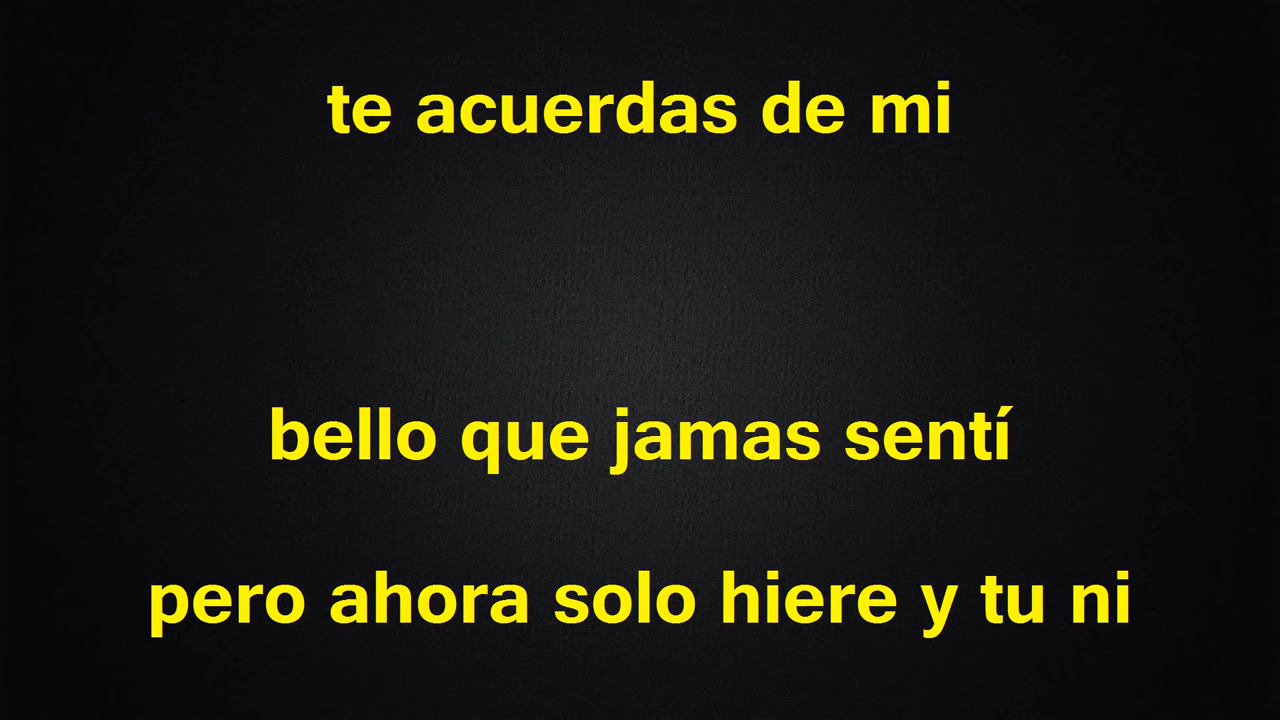 te acuerdas de mi
bello que jamas sentí
pero ahora solo hiere y tu ni